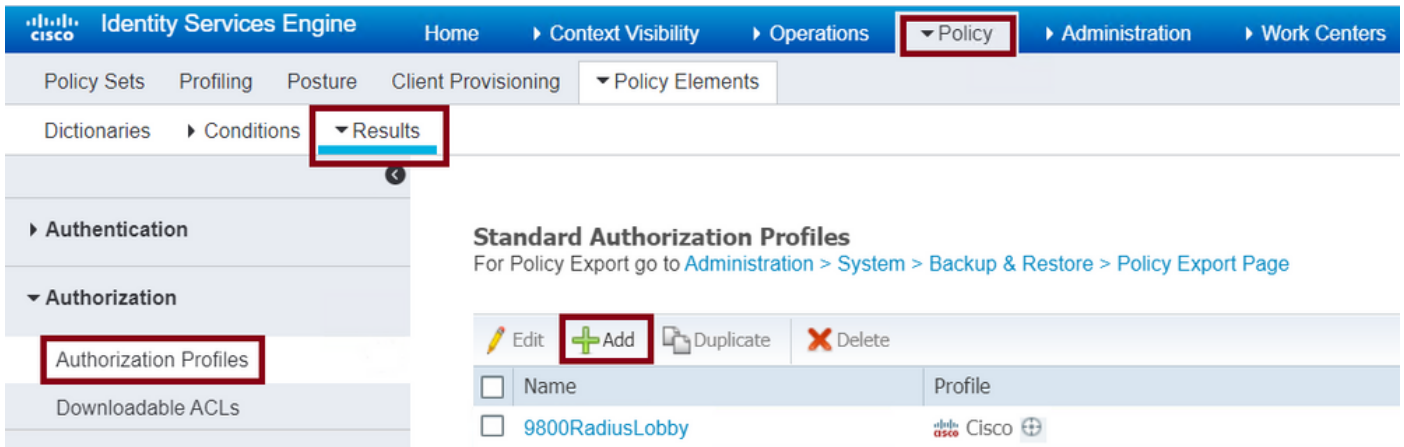 cisco Identity Services Engine Home Context Visibility Operations Policy Administration Work Centers
Policy Sets Profiling Posture Client Provisioning Policy Elements
Dictionaries Conditions Results
Authentication
Standard Authorization Profiles
For Policy Export go to Administration > System > Backup & Restore > Policy Export Page
Authorization
Edit Add Duplicate Delete
Authorization Profiles
Name Profile
Downloadable ACLs
9800RadiusLobby cisco Cisco